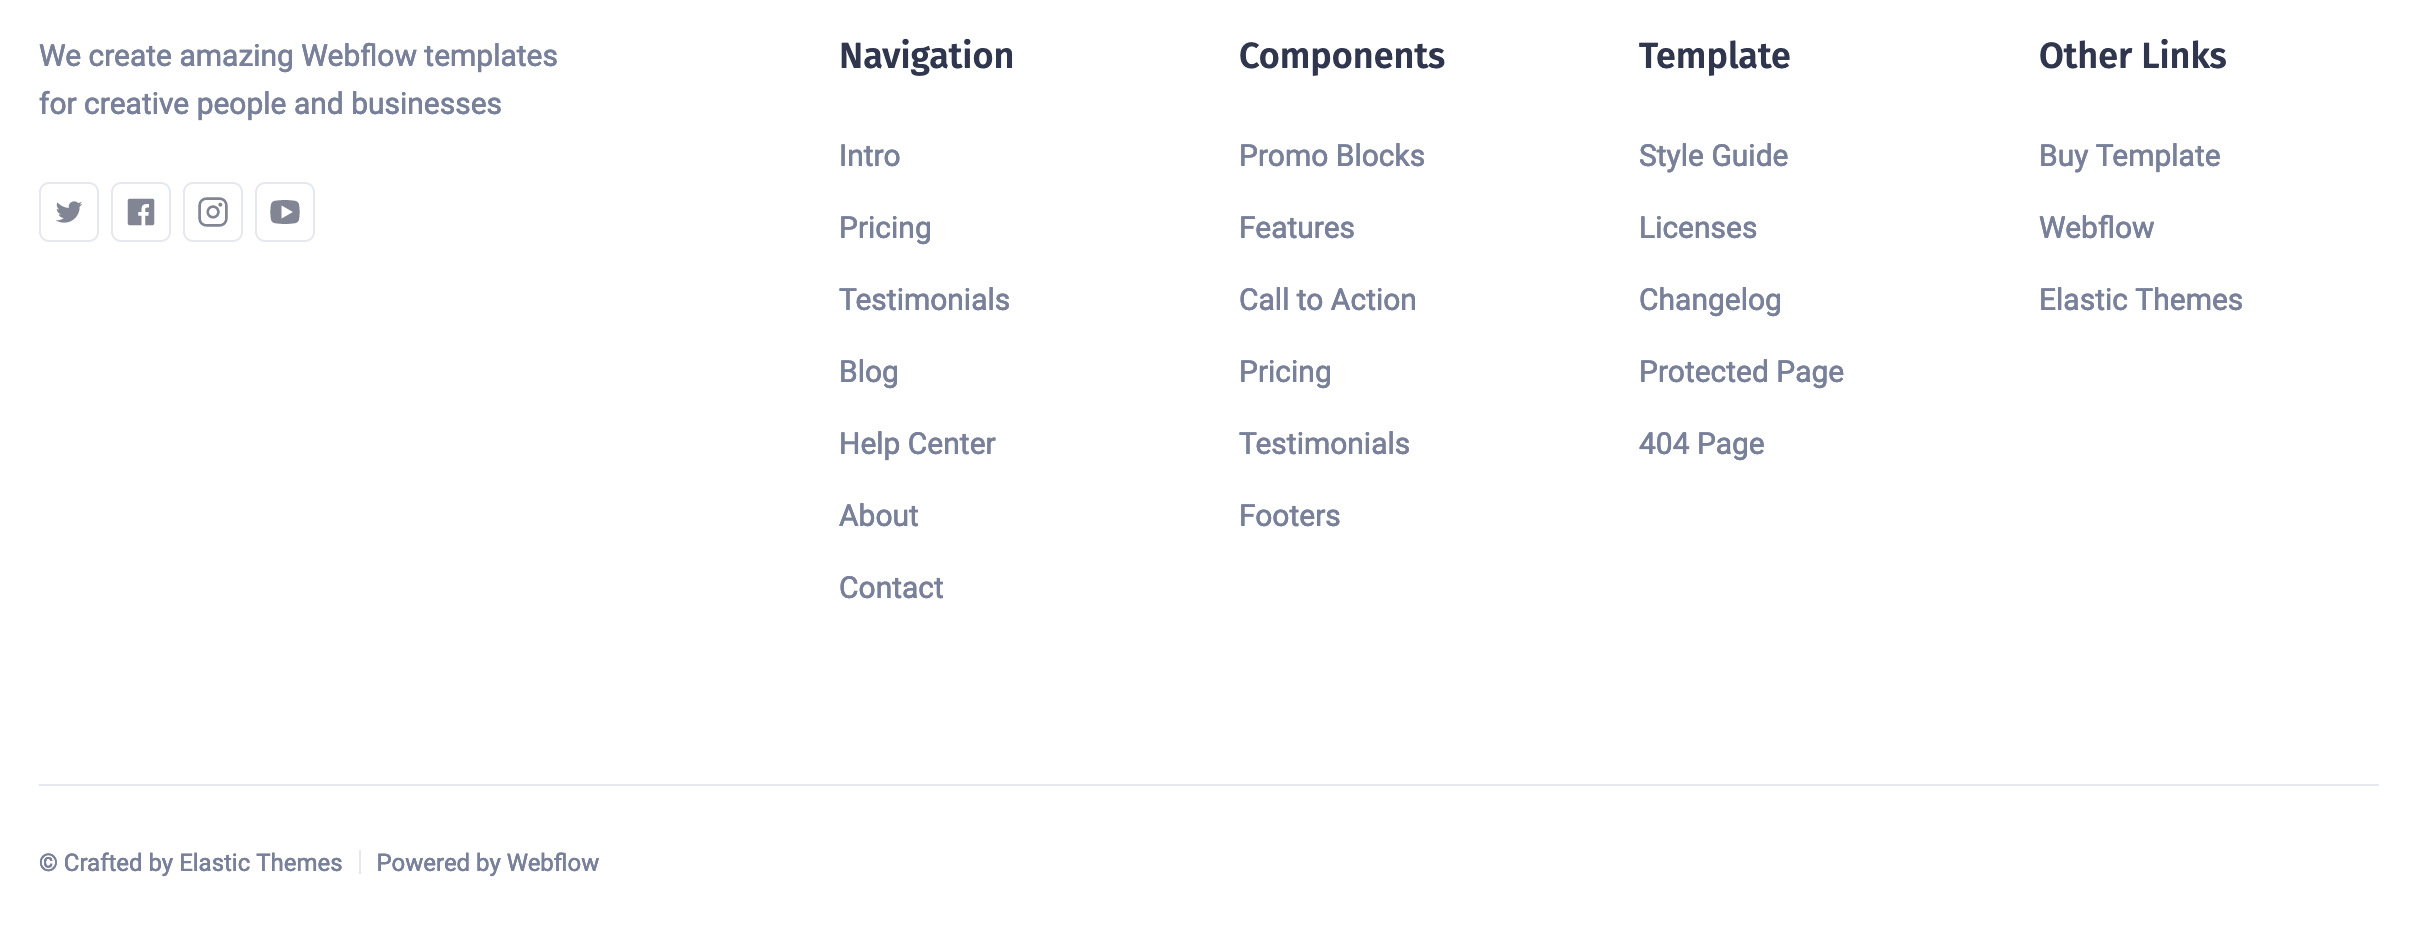 We create amazing Webflow templates
for creative people and businesses
Navigation
Intro
Pricing
Testimonials
Blog
Help Center
About
Contact
Components
Promo Blocks
Features
Call to Action
Pricing
Testimonials
Footers
Template
Style Guide
Licenses
Changelog
Protected Page
404 Page
Other Links
Buy Template
Webflow
Elastic Themes
© Crafted by Elastic Themes
Powered by Webflow